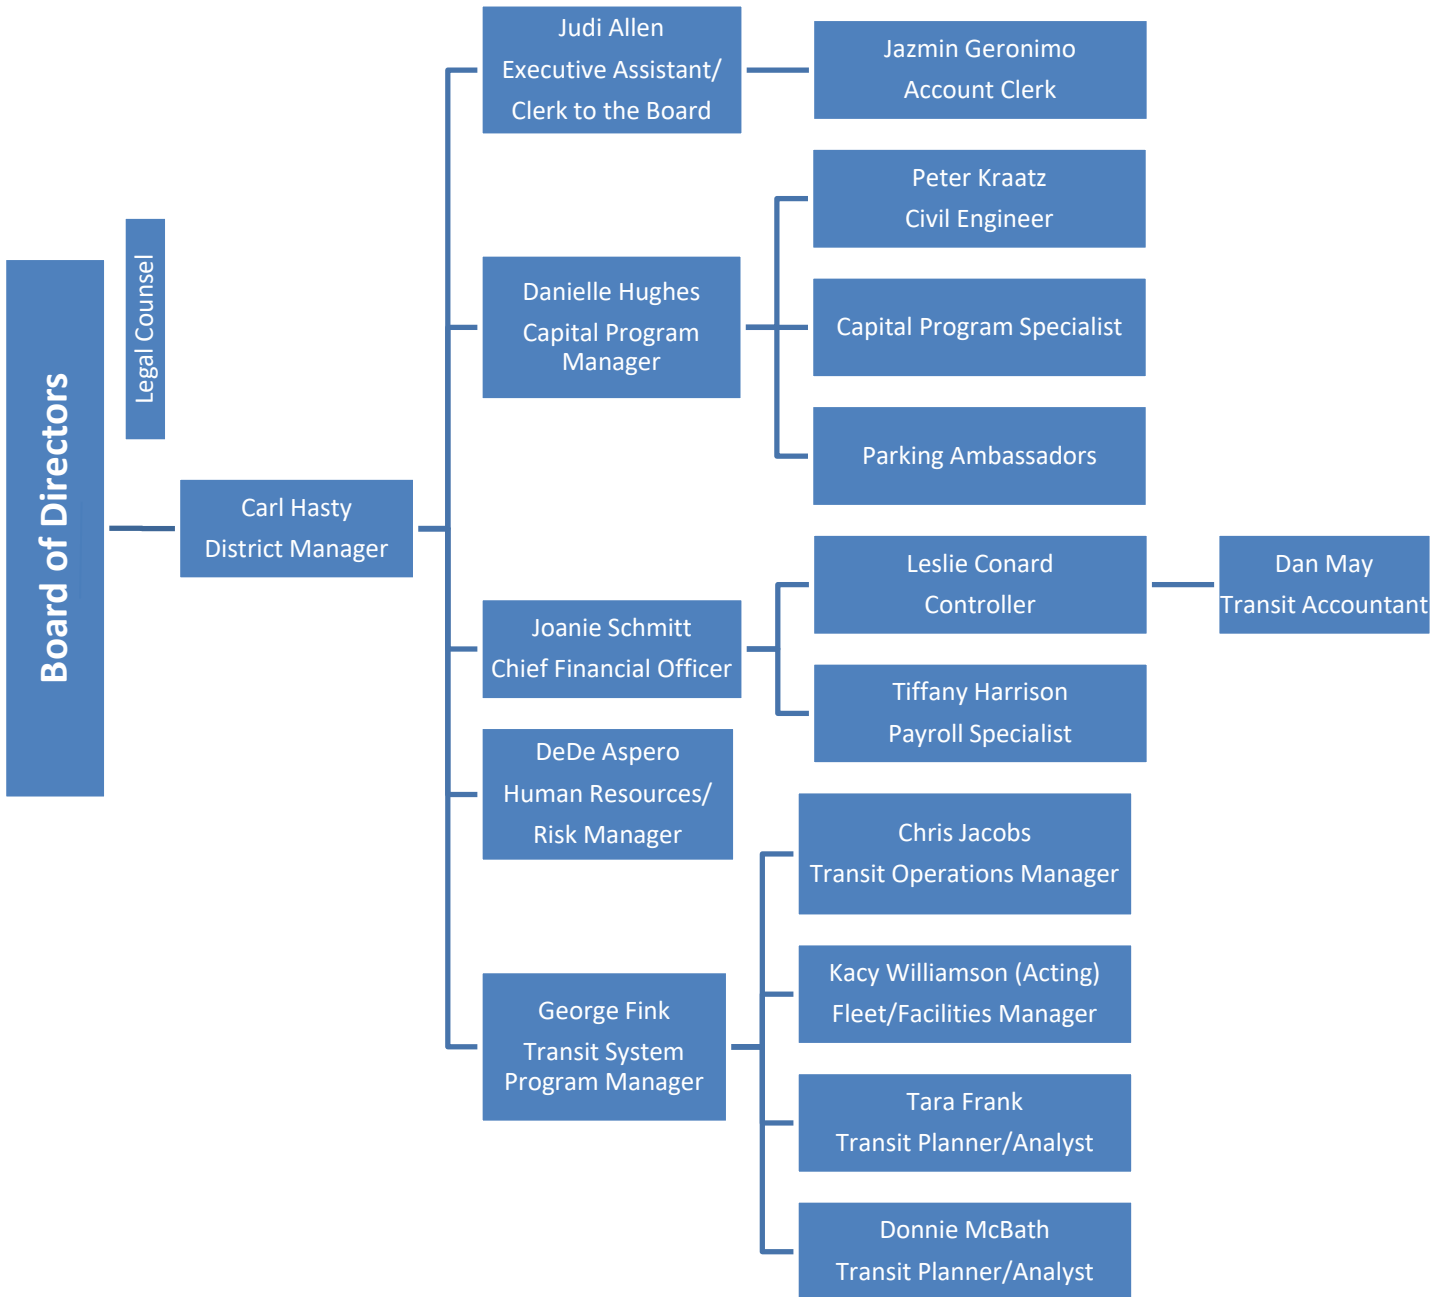 Board of Directors
Legal Counsel
Carl Hasty
District Manager
Judi Allen
Executive Assistant/
Clerk to the Board
Jazmin Geronimo
Account Clerk
Danielle Hughes
Capital Program
Manager
Peter Kraatz
Civil Engineer
Capital Program Specialist
Parking Ambassadors
Joanie Schmitt
Chief Financial Officer
Leslie Conard
Controller
Dan May
Transit Accountant
Tiffany Harrison
Payroll Specialist
DeDe Aspero
Human Resources/
Risk Manager
George Fink
Transit System
Program Manager
Chris Jacobs
Transit Operations Manager
Kacy Williamson (Acting)
Fleet/Facilities Manager
Tara Frank
Transit Planner/Analyst
Donnie McBath
Transit Planner/Analyst